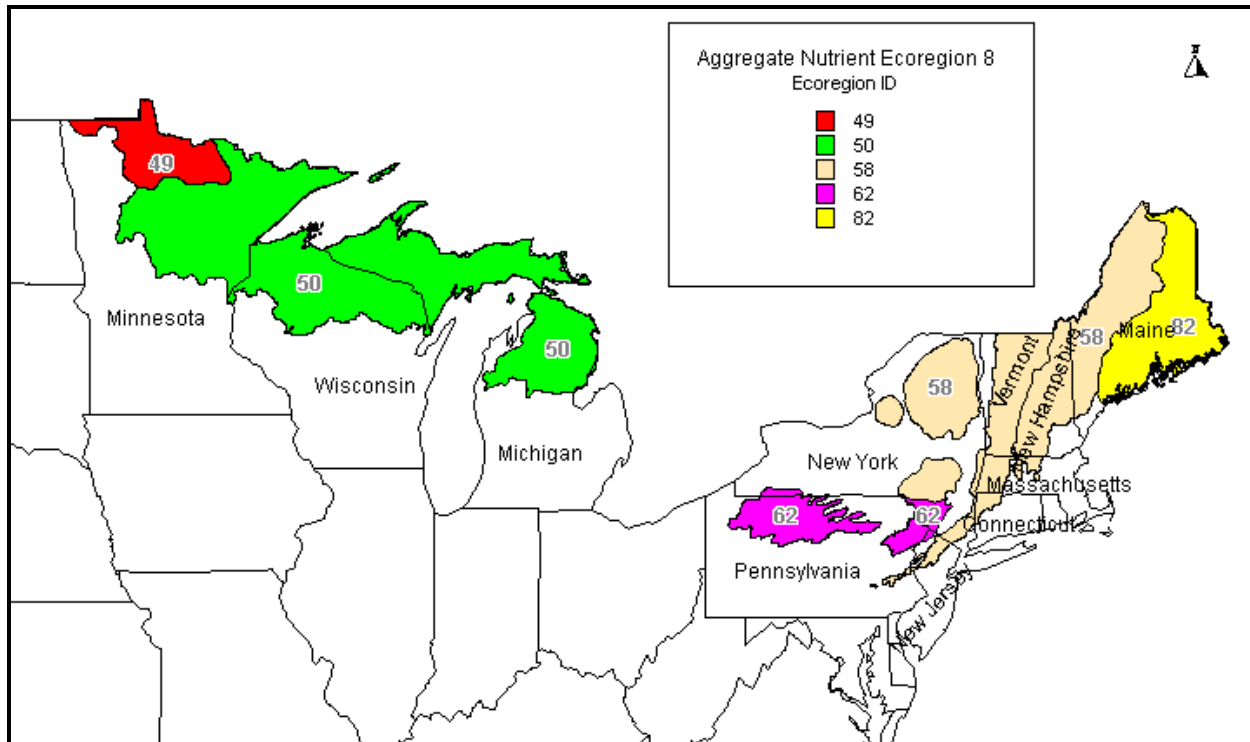 Aggregate Nutrient Ecoregion 8
Ecoregion ID
49
50
58
62
82
N
49
50
50
Minnesota
Wisconsin
Michigan
58
82
Maine
Vermont
New Hampshire
58
New York
Massachusetts
62
62
Connecticut
Pennsylvania
New Jersey